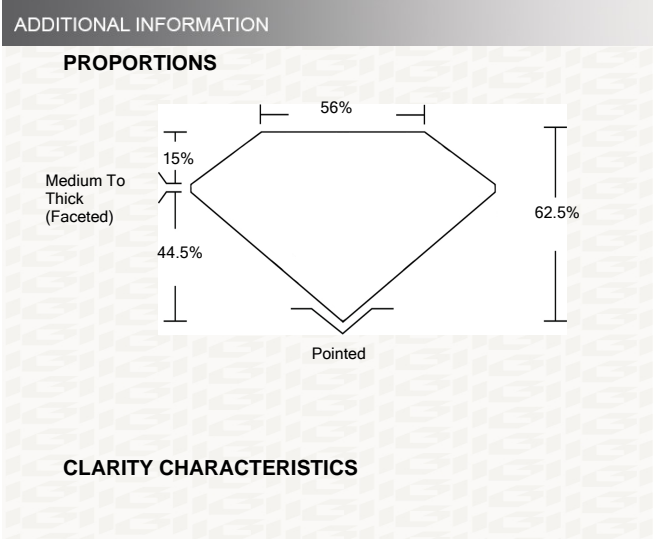 ADDITIONAL INFORMATION
PROPORTIONS
56%
15%
Medium To
Thick
(Faceted)
62.5%
44.5%
Pointed
CLARITY CHARACTERISTICS